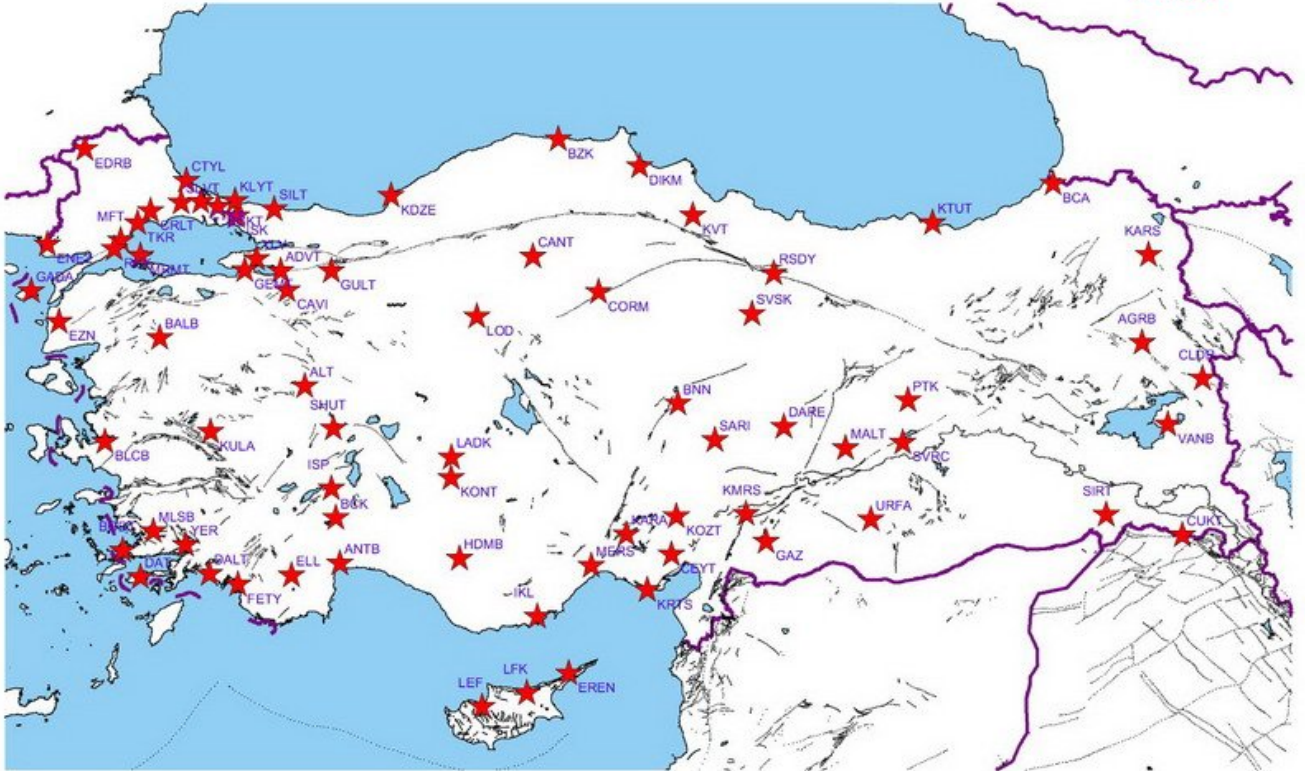 EDRB
CTYL
BZK
DIKM
KLYT
SILT
KDZE
BCA
MFT
CRLT
ISK
KVT
KTUT
KARS
TKR
ENEZ
CANT
ADVT
RSDY
GADA
GULT
CAVI
CORM
SVSK
LOD
EZN
BALB
AGRB
CLDR
ALT
SHUT
BNN
PTK
DARE
SARI
MALT
VANB
BLCB
KULA
LADK
SVRC
ISP
KONT
KMRS
SIRT
BCK
URFA
MLSB
KARA
KOZT
CUKT
YER
GAZ
ANTB
HDMB
MERS
CEYT
DAT
DALT
ELL
FETY
IKL
KRTS
LFK
LEF
EREN